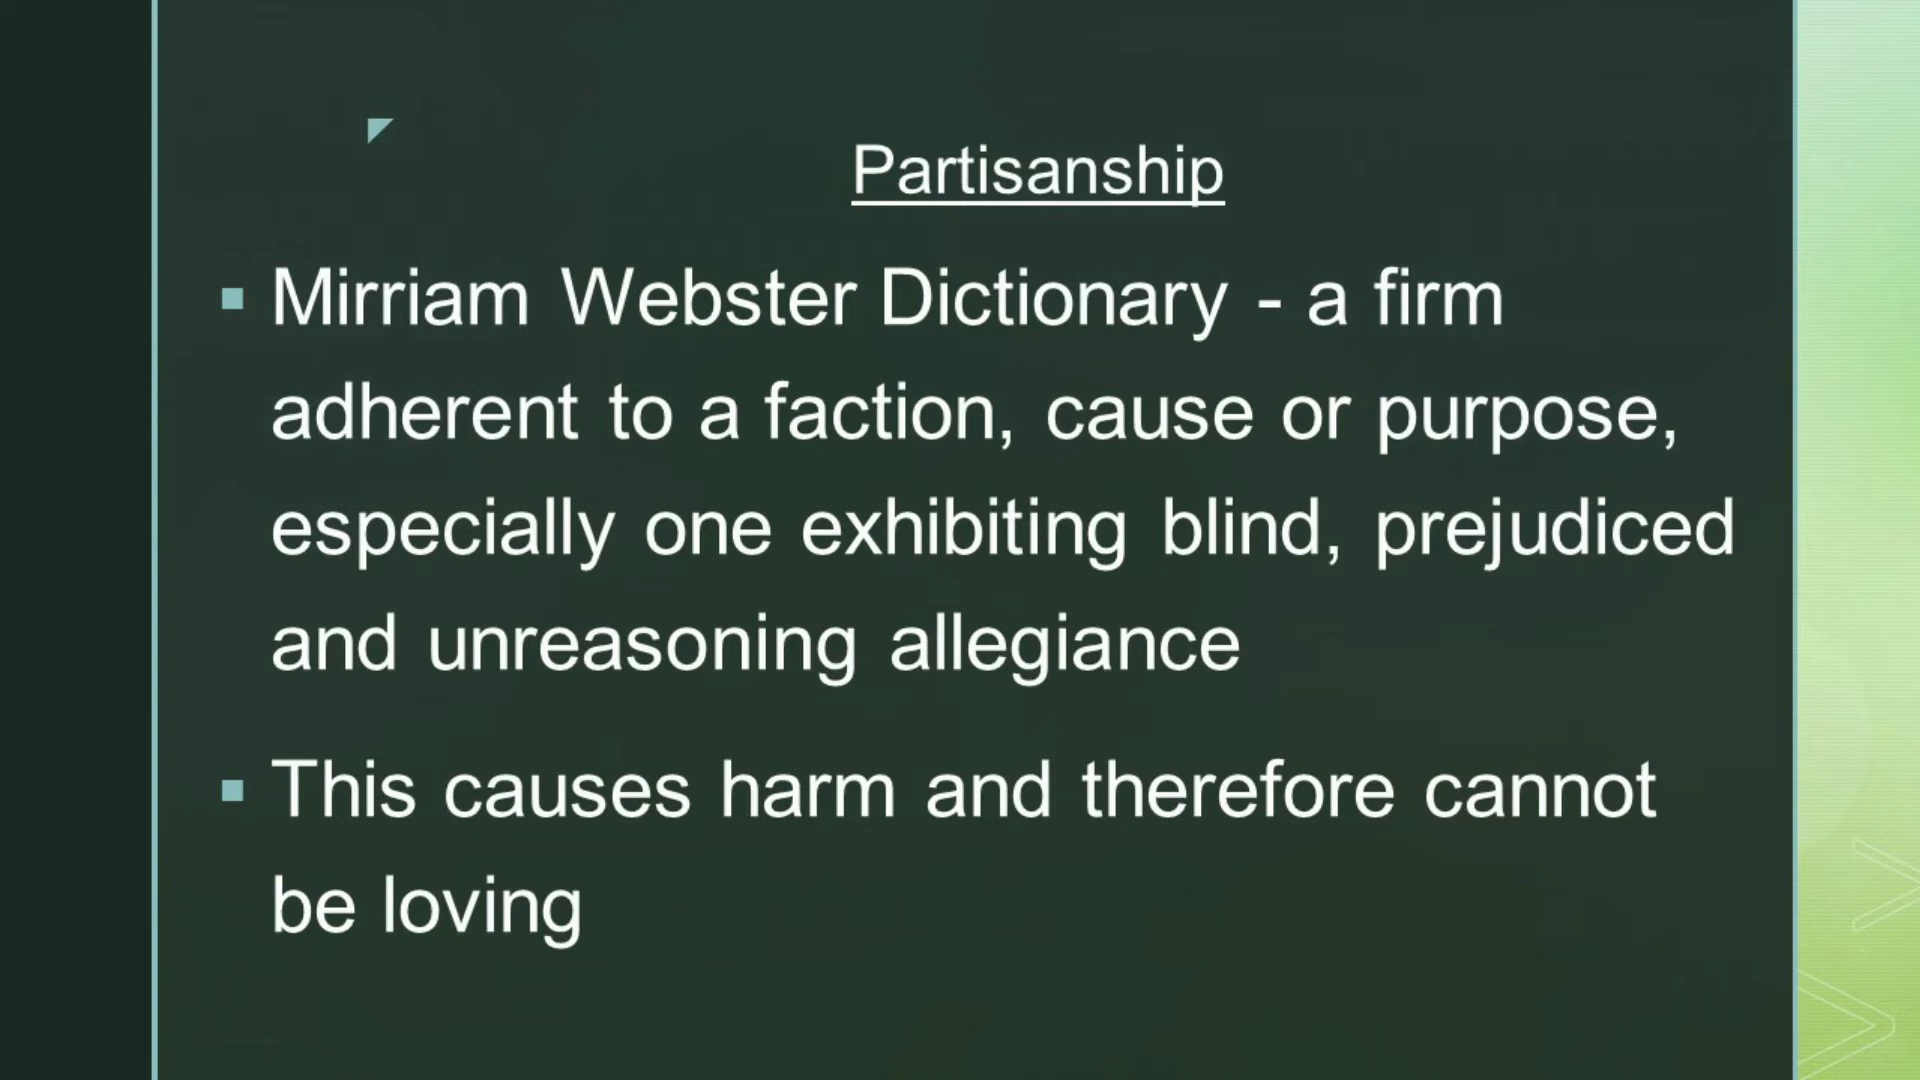 Partisanship
▪ Mirriam Webster Dictionary - a firm
adherent to a faction, cause or purpose,
especially one exhibiting blind, prejudiced
and unreasoning allegiance
▪ This causes harm and therefore cannot
be loving